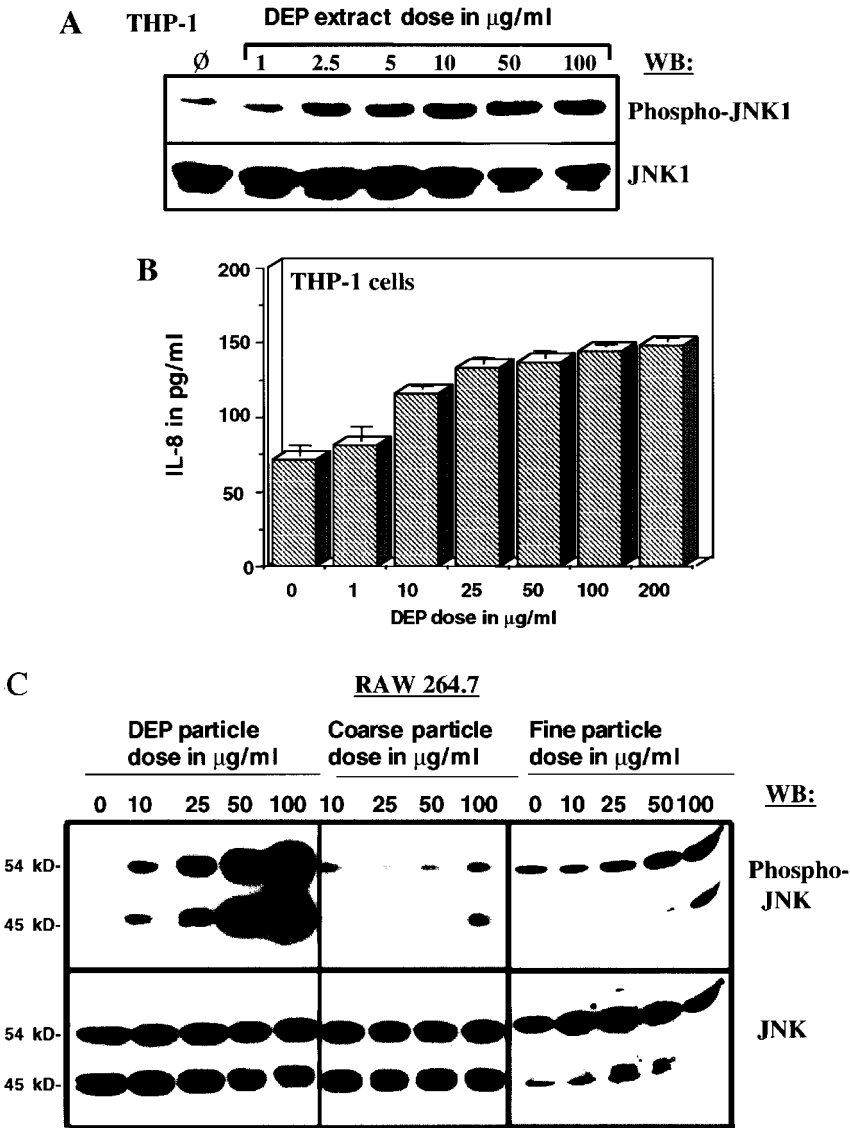 A
THP-1
DEP extract dose in µg/ml
Ø 1 2.5 5 10 50 100 WB:
Phospho-JNK1
JNK1
B
THP-1 cells
200
150
100
50
0
IL-8 in pg/ml
0 1 10 25 50 100 200
DEP dose in µg/ml
C
RAW 264.7
DEP particle dose in µg/ml
Coarse particle dose in µg/ml
Fine particle dose in µg/ml
0 10 25 50 100 10 25 50 100 0 10 25 50 100 WB:
54 kD-
45 kD-
Phospho-
JNK
54 kD-
45 kD-
JNK